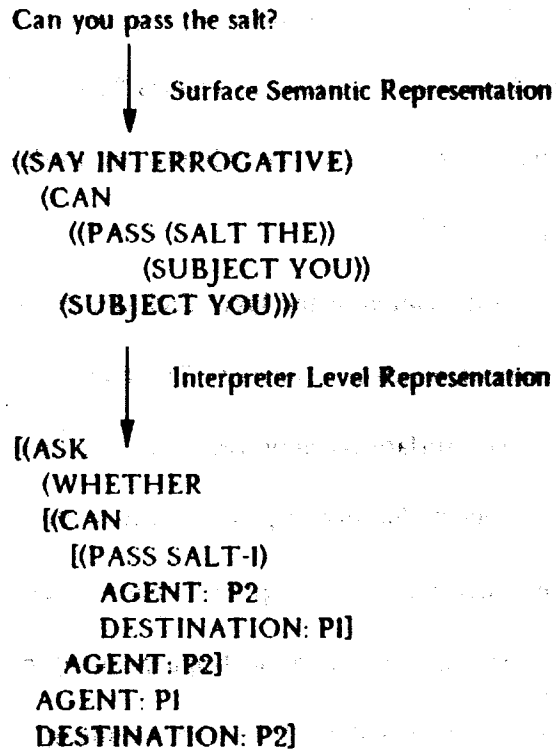 Can you pass the salt?
Surface Semantic Representation
((SAY INTERROGATIVE)
(CAN
((PASS (SALT THE))
(SUBJECT YOU))
(SUBJECT YOU)))
Interpreter Level Representation
[(ASK
(WHETHER
[(CAN
[(PASS SALT-1)
AGENT: P2
DESTINATION: P1]
AGENT: P2]
AGENT: P1
DESTINATION: P2]